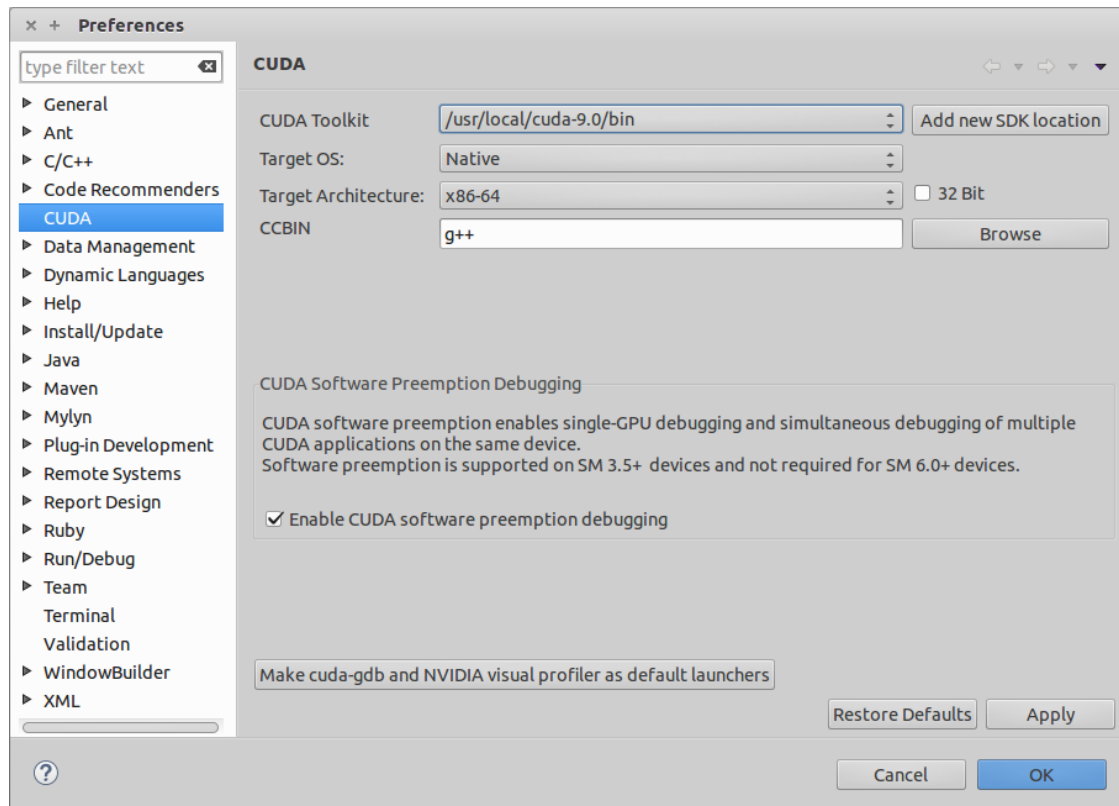 Preferences
type filter text
General
Ant
C/C++
Code Recommenders
CUDA
Data Management
Dynamic Languages
Help
Install/Update
Java
Maven
Mylyn
Plug-in Development
Remote Systems
Report Design
Ruby
Run/Debug
Team
Terminal
Validation
WindowBuilder
XML
CUDA
CUDA Toolkit /usr/local/cuda-9.0/bin Add new SDK location
Target OS: Native
Target Architecture: x86-64 32 Bit
CCBIN g++ Browse
CUDA Software Preemption Debugging
CUDA software preemption enables single-GPU debugging and simultaneous debugging of multiple
CUDA applications on the same device.
Software preemption is supported on SM 3.5+ devices and not required for SM 6.0+ devices.
Enable CUDA software preemption debugging
Make cuda-gdb and NVIDIA visual profiler as default launchers
Restore Defaults Apply
Cancel OK